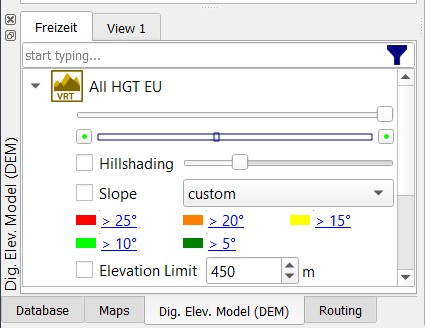 Freizeit View 1
start typing...
VRT All HGT EU
Hillshading
Slope custom
> 25° > 20° > 15°
> 10° > 5°
Elevation Limit 450 m
Dig. Elev. Model (DEM)
Database Maps Dig. Elev. Model (DEM) Routing